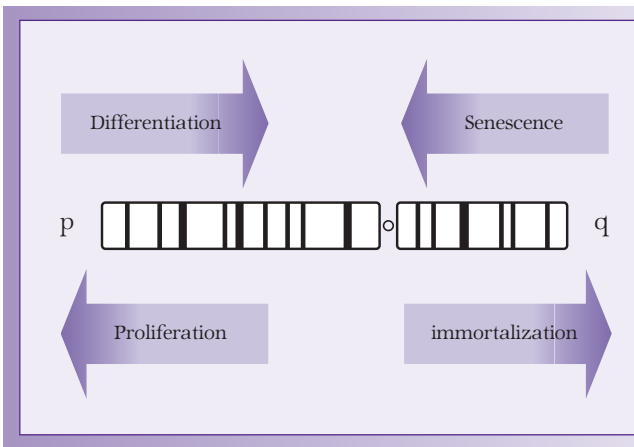 Differentiation
Senescence
p
q
Proliferation
immortalization